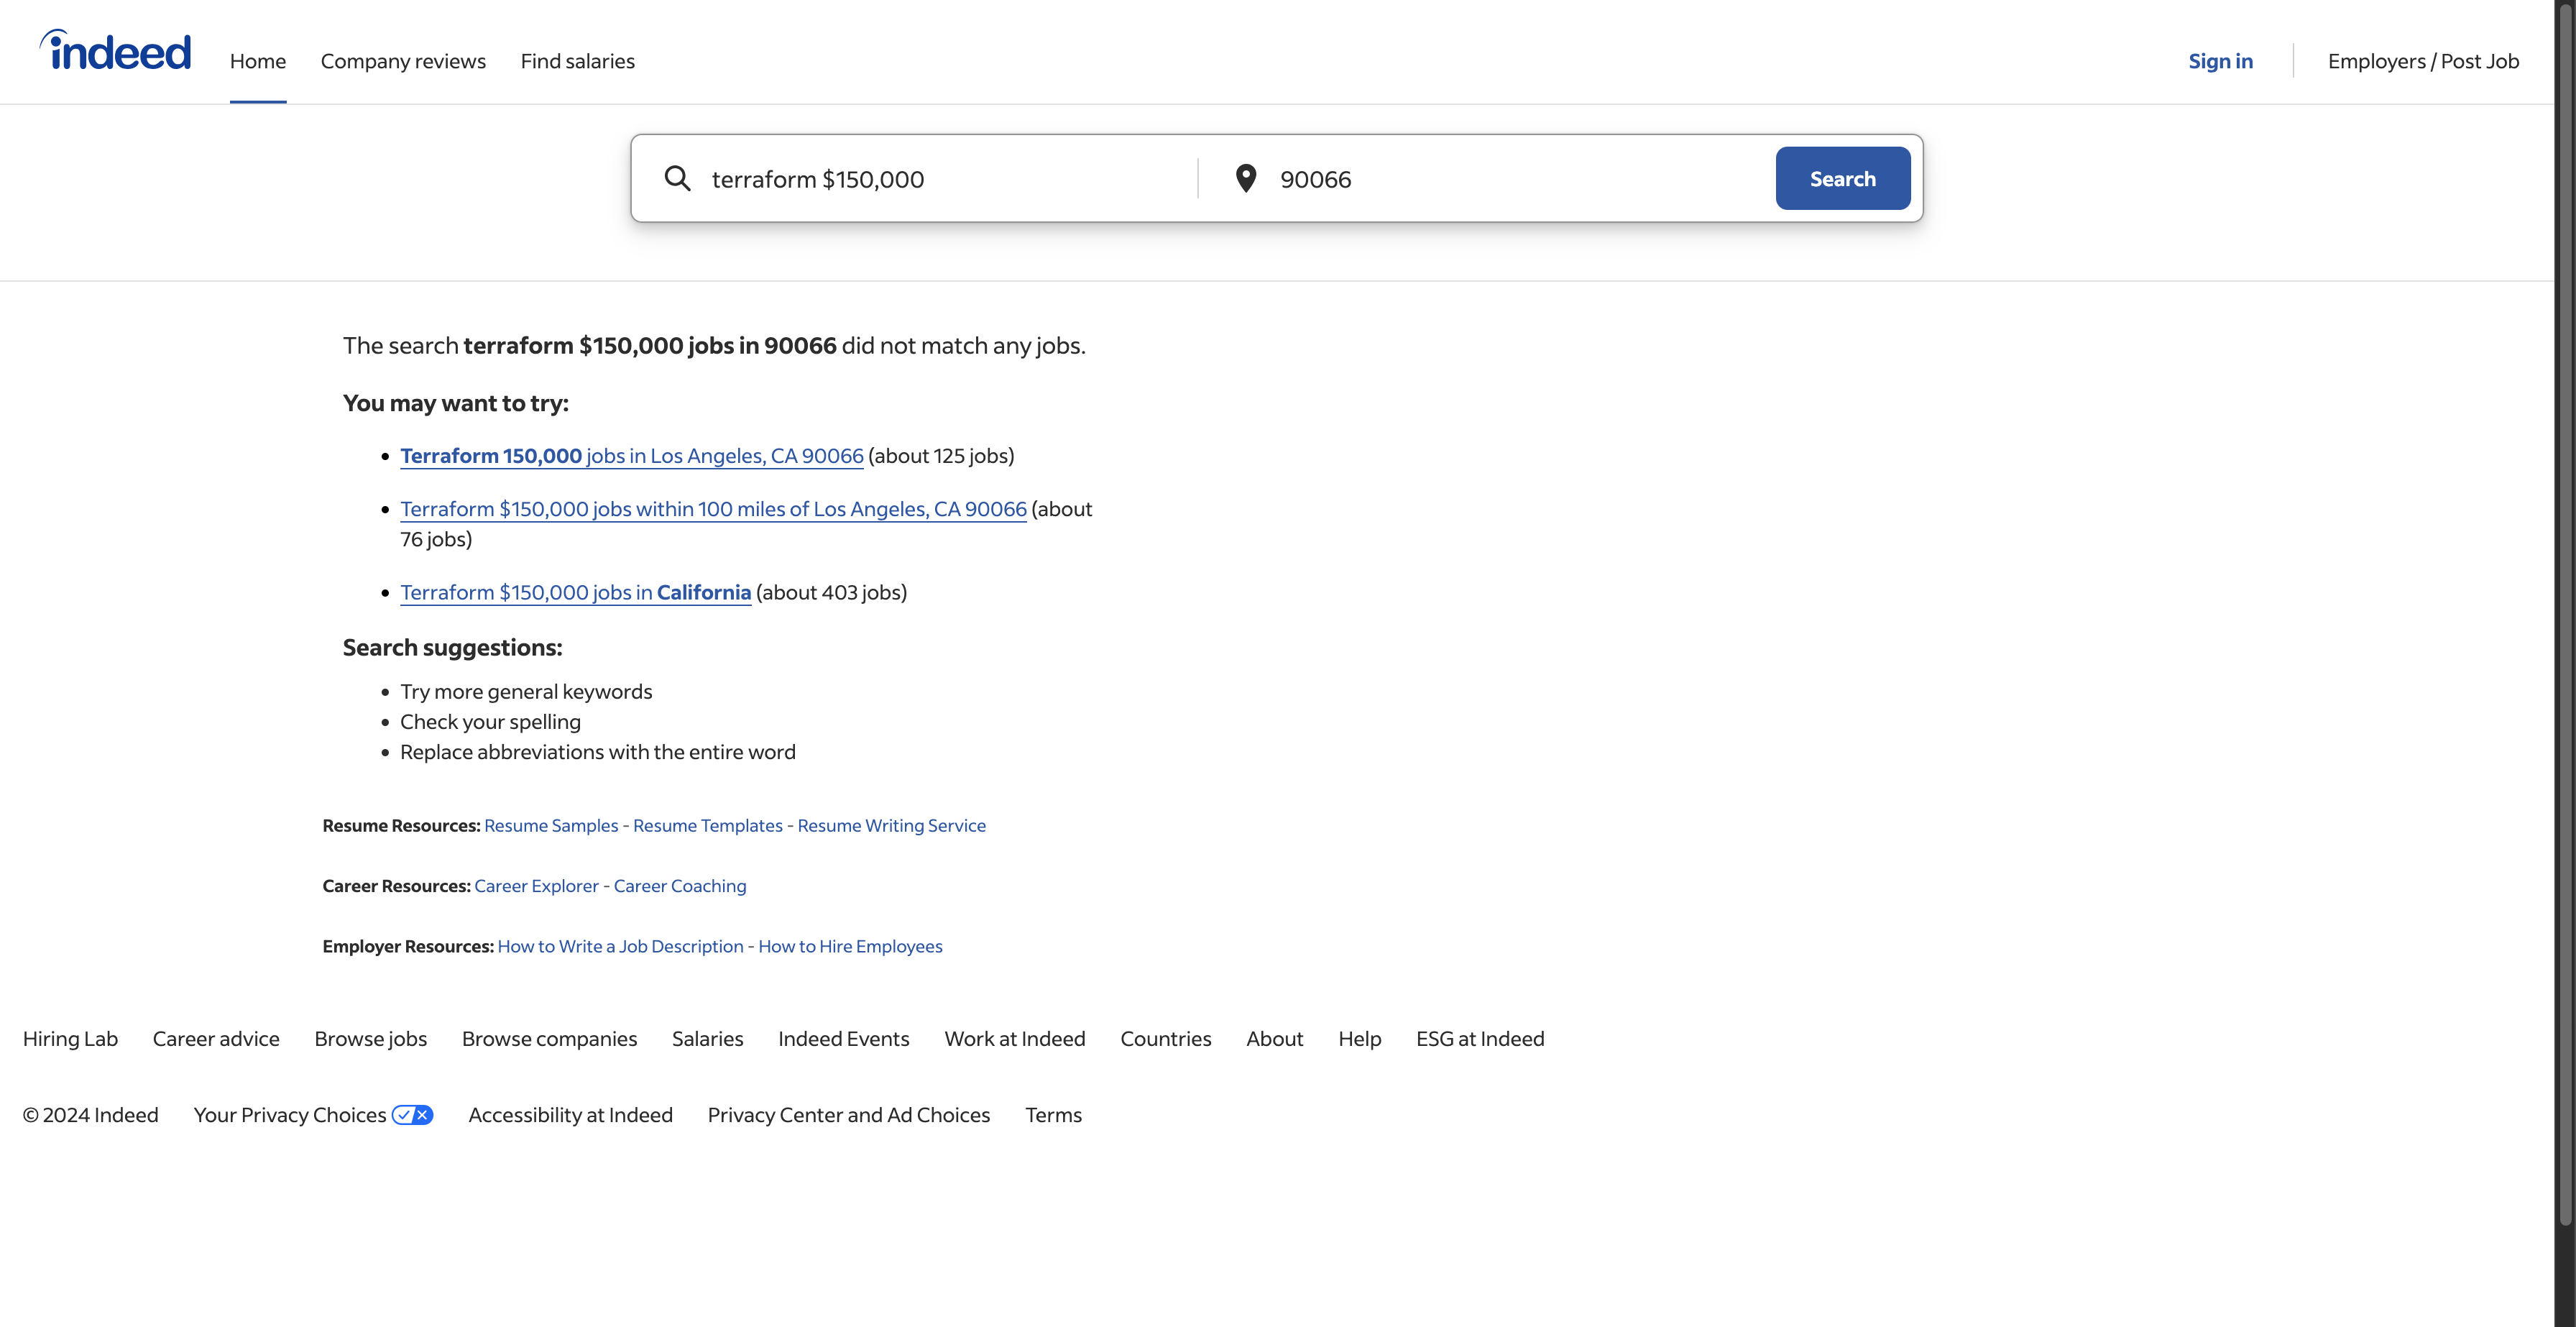 indeed
Home Company reviews Find salaries Sign in Employers / Post Job
terraform $150,000 90066 Search
The search terraform $150,000 jobs in 90066 did not match any jobs.
You may want to try:
Terraform 150,000 jobs in Los Angeles, CA 90066 (about 125 jobs)
Terraform $150,000 jobs within 100 miles of Los Angeles, CA 90066 (about
76 jobs)
Terraform $150,000 jobs in California (about 403 jobs)
Search suggestions:
Try more general keywords
Check your spelling
Replace abbreviations with the entire word
Resume Resources: Resume Samples - Resume Templates - Resume Writing Service
Career Resources: Career Explorer - Career Coaching
Employer Resources: How to Write a Job Description - How to Hire Employees
Hiring Lab Career advice Browse jobs Browse companies Salaries Indeed Events Work at Indeed Countries About Help ESG at Indeed
© 2024 Indeed Your Privacy Choices Accessibility at Indeed Privacy Center and Ad Choices Terms